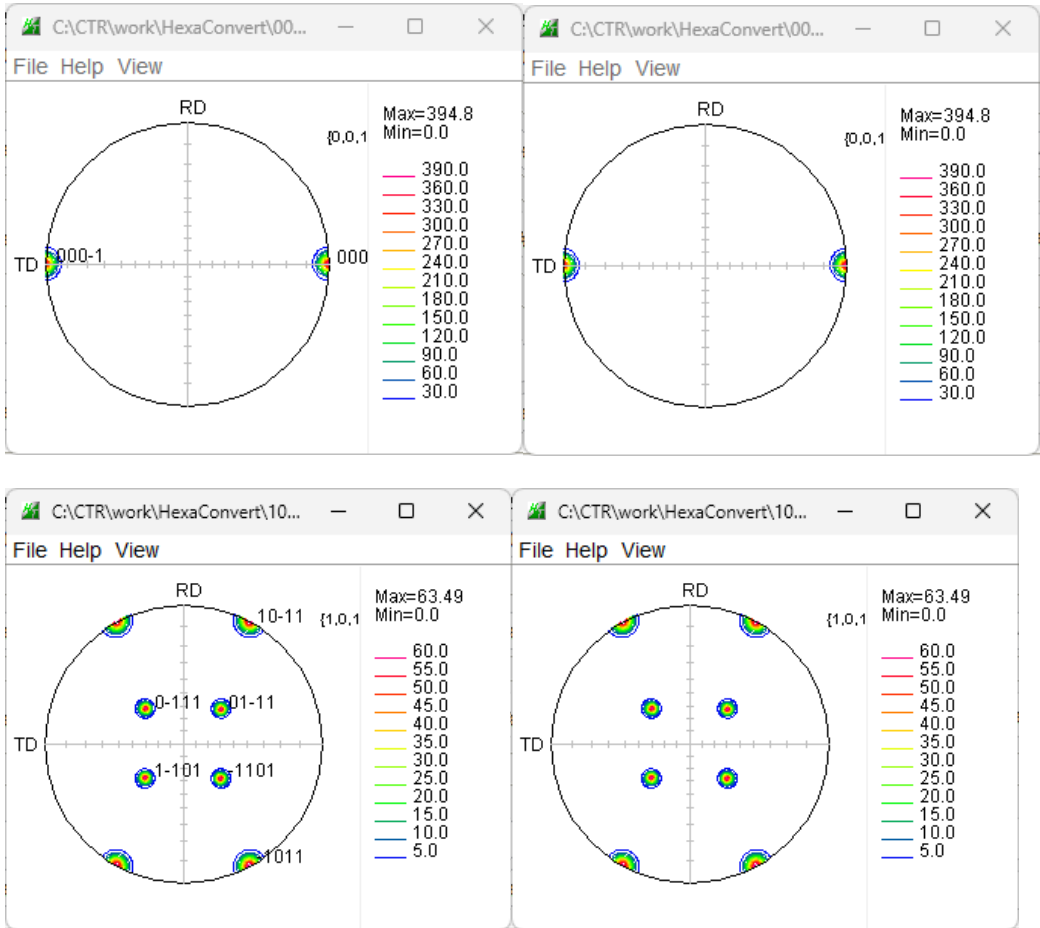 C:\CTR\work\HexaConvert\00...
File Help View
RD
{0,0,1
TD
000-1
000
Max=394.8
Min=0.0
390.0
360.0
330.0
300.0
270.0
240.0
210.0
180.0
150.0
120.0
90.0
60.0
30.0
C:\CTR\work\HexaConvert\00...
File Help View
RD
{0,0,1
TD
Max=394.8
Min=0.0
390.0
360.0
330.0
300.0
270.0
240.0
210.0
180.0
150.0
120.0
90.0
60.0
30.0
C:\CTR\work\HexaConvert\10...
File Help View
RD
10-11
{1,0,1
0-111
01-11
TD
1-101
-1101
-1011
Max=63.49
Min=0.0
60.0
55.0
50.0
45.0
40.0
35.0
30.0
25.0
20.0
15.0
10.0
5.0
C:\CTR\work\HexaConvert\10...
File Help View
RD
{1,0,1
TD
Max=63.49
Min=0.0
60.0
55.0
50.0
45.0
40.0
35.0
30.0
25.0
20.0
15.0
10.0
5.0